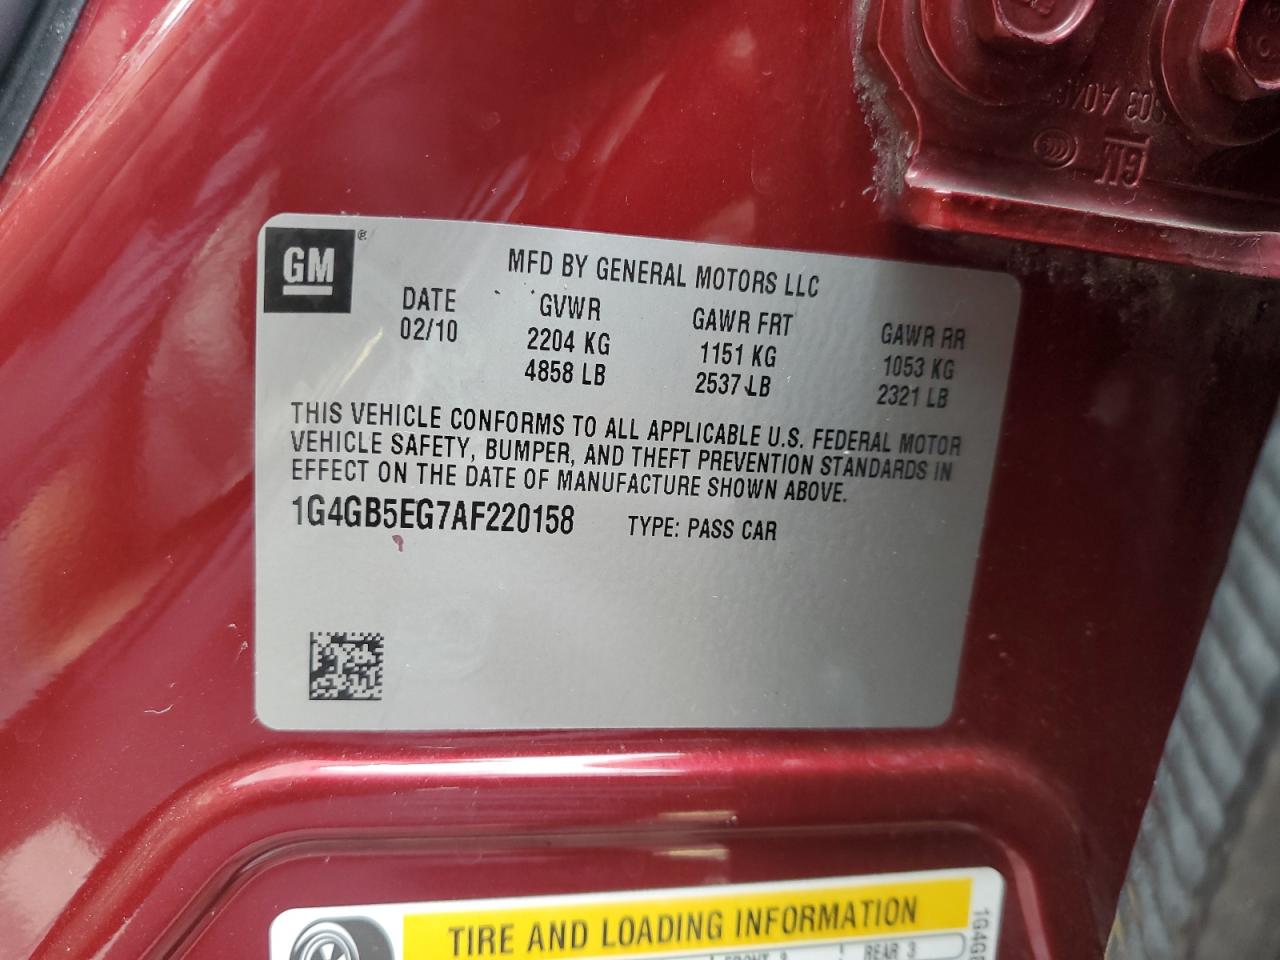 GM ®
MFD BY GENERAL MOTORS LLC
DATE GVWR GAWR FRT GAWR RR
02/10 2204 KG 1151 KG 1053 KG
4858 LB 2537 LB 2321 LB
THIS VEHICLE CONFORMS TO ALL APPLICABLE U.S. FEDERAL MOTOR
VEHICLE SAFETY, BUMPER, AND THEFT PREVENTION STANDARDS IN
EFFECT ON THE DATE OF MANUFACTURE SHOWN ABOVE.
1G4GB5EG7AF220158 TYPE: PASS CAR
GM
TIRE AND LOADING INFORMATION
REAR 3